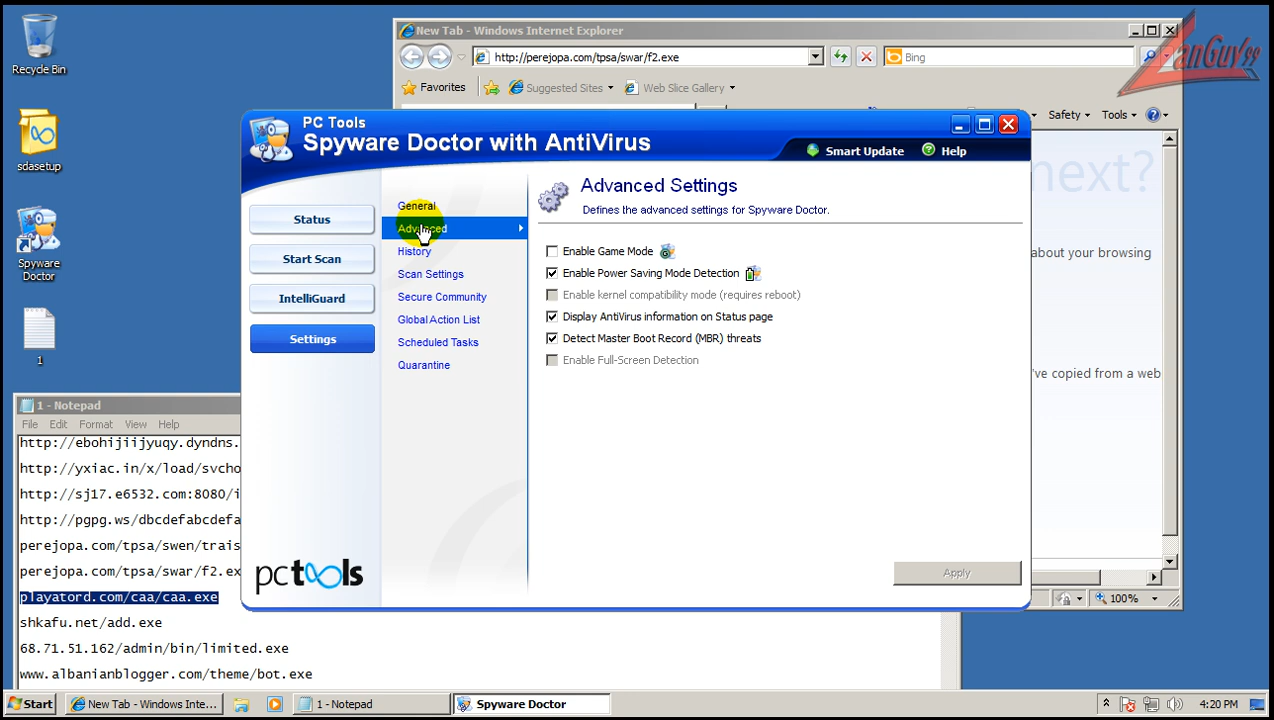 Recycle Bin
sdasetup
Spyware
Doctor
1
New Tab - Windows Internet Explorer
http://perejopa.com/tpsa/swar/f2.exe
Bing
Favorites
Suggested Sites
Web Slice Gallery
Safety
Tools
next?
about your browsing
've copied from a web
100%
PC Tools
Spyware Doctor with AntiVirus
Smart Update
Help
Status
Start Scan
IntelliGuard
Settings
General
Advanced
History
Scan Settings
Secure Community
Global Action List
Scheduled Tasks
Quarantine
Advanced Settings
Defines the advanced settings for Spyware Doctor.
Enable Game Mode
Enable Power Saving Mode Detection
Enable kernel compatibility mode (requires reboot)
Display AntiVirus information on Status page
Detect Master Boot Record (MBR) threats
Enable Full-Screen Detection
Apply
pctools
1 - Notepad
File Edit Format View Help
http://ebohijiijyuqy.dyndns.
http://yxiac.in/x/load/svcho
http://sj17.e6532.com:8080/i
http://pgpg.ws/dbcdefabcdefa
perejopa.com/tpsa/swen/trais
perejopa.com/tpsa/swar/f2.ex
playatord.com/caa/caa.exe
shkafu.net/add.exe
68.71.51.162/admin/bin/limited.exe
www.albanianblogger.com/theme/bot.exe
Start
New Tab - Windows Inte...
1 - Notepad
Spyware Doctor
4:20 PM